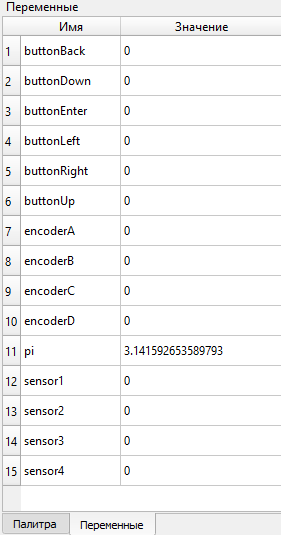 Переменные
Имя Значение
1 buttonBack 0
2 buttonDown 0
3 buttonEnter 0
4 buttonLeft 0
5 buttonRight 0
6 buttonUp 0
7 encoderA 0
8 encoderB 0
9 encoderC 0
10 encoderD 0
11 pi 3.141592653589793
12 sensor1 0
13 sensor2 0
14 sensor3 0
15 sensor4 0
Палитра Переменные